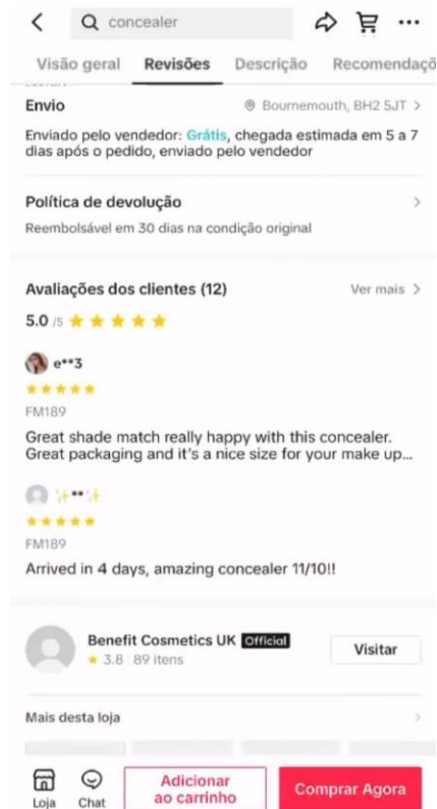 concealer
Visão geral Revisões Descrição Recomendaçõ
Envio Bournemouth, BH2 5JT >
Enviado pelo vendedor: Grátis, chegada estimada em 5 a 7
dias após o pedido, enviado pelo vendedor
Política de devolução >
Reembolsável em 30 dias na condição original
Avaliações dos clientes (12) Ver mais >
5.0 /5
e**3
FM189
Great shade match really happy with this concealer.
Great packaging and it's a nice size for your make up...
✨**✨
FM189
Arrived in 4 days, amazing concealer 11/10!!
Benefit Cosmetics UK Official
3.8 89 itens
Visitar
Mais desta loja >
Loja Chat
Adicionar
ao carrinho
Comprar Agora